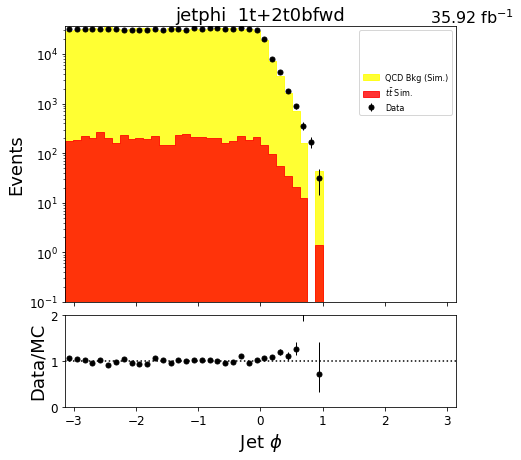 jetphi 1t+2t0bfwd
35.92 fb⁻¹
QCD Bkg (Sim.)
tt̄ Sim.
Data
Events
10⁴
10³
10²
10¹
10⁰
10⁻¹
Data/MC
2
1
0
−3 −2 −1 0 1 2 3
Jet ϕ